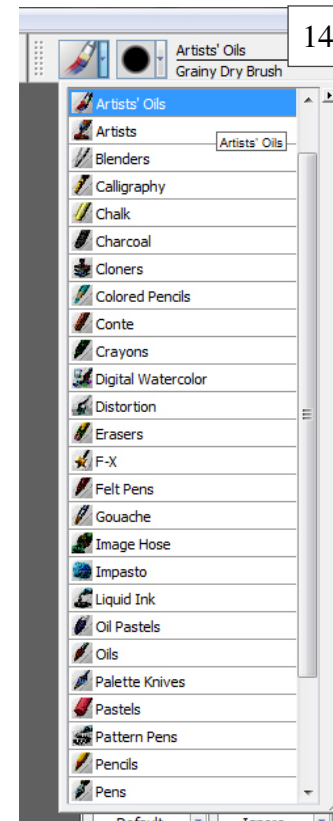 14
Artists' Oils
Grainy Dry Brush
Artists' Oils
Artists
Artists' Oils
Blenders
Calligraphy
Chalk
Charcoal
Cloners
Colored Pencils
Conte
Crayons
Digital Watercolor
Distortion
Erasers
F-X
Felt Pens
Gouache
Image Hose
Impasto
Liquid Ink
Oil Pastels
Oils
Palette Knives
Pastels
Pattern Pens
Pencils
Pens